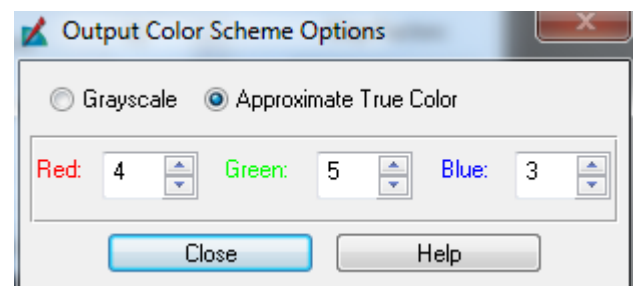 Output Color Scheme Options
Grayscale Approximate True Color
Red: 4 Green: 5 Blue: 3
Close Help